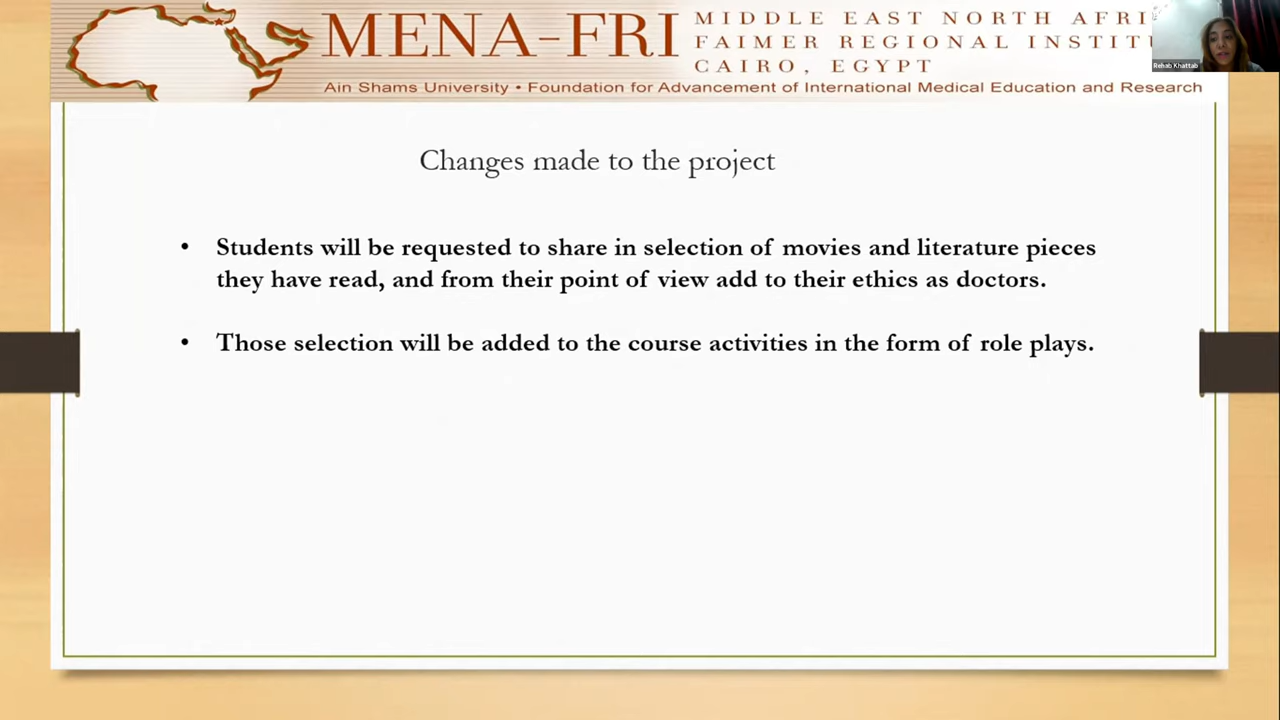 MENA-FRI
MIDDLE EAST NORTH AFRI
FAIMER REGIONAL INSTIT
CAIRO, EGYPT
Ain Shams University • Foundation for Advancement of International Medical Education and Research
Rehab Khattab
Changes made to the project
• Students will be requested to share in selection of movies and literature pieces
they have read, and from their point of view add to their ethics as doctors.
• Those selection will be added to the course activities in the form of role plays.